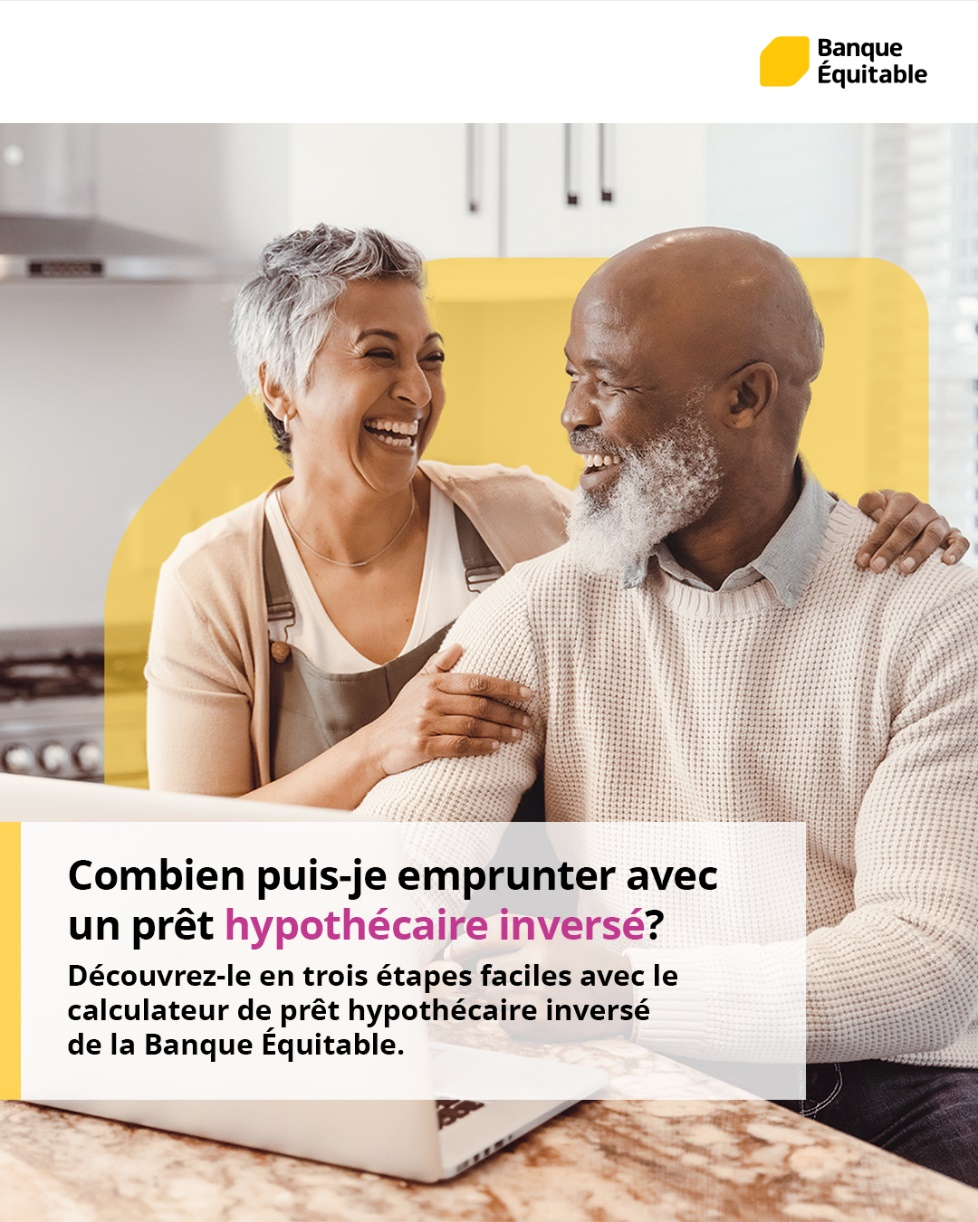 Banque
Équitable
Combien puis-je emprunter avec
un prêt hypothécaire inversé?
Découvrez-le en trois étapes faciles avec le
calculateur de prêt hypothécaire inversé
de la Banque Équitable.